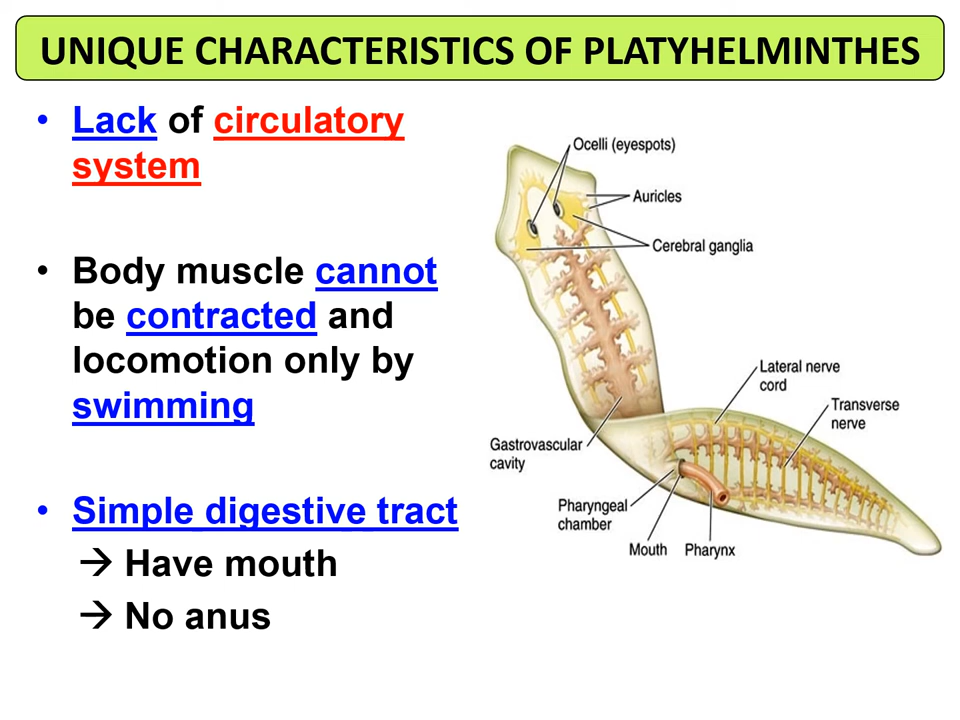 UNIQUE CHARACTERISTICS OF PLATYHELMINTHES
• Lack of circulatory
system
• Body muscle cannot
be contracted and
locomotion only by
swimming
• Simple digestive tract
→ Have mouth
→ No anus
Ocelli (eyespots)
Auricles
Cerebral ganglia
Lateral nerve
cord
Transverse
nerve
Gastrovascular
cavity
Pharyngeal
chamber
Mouth
Pharynx